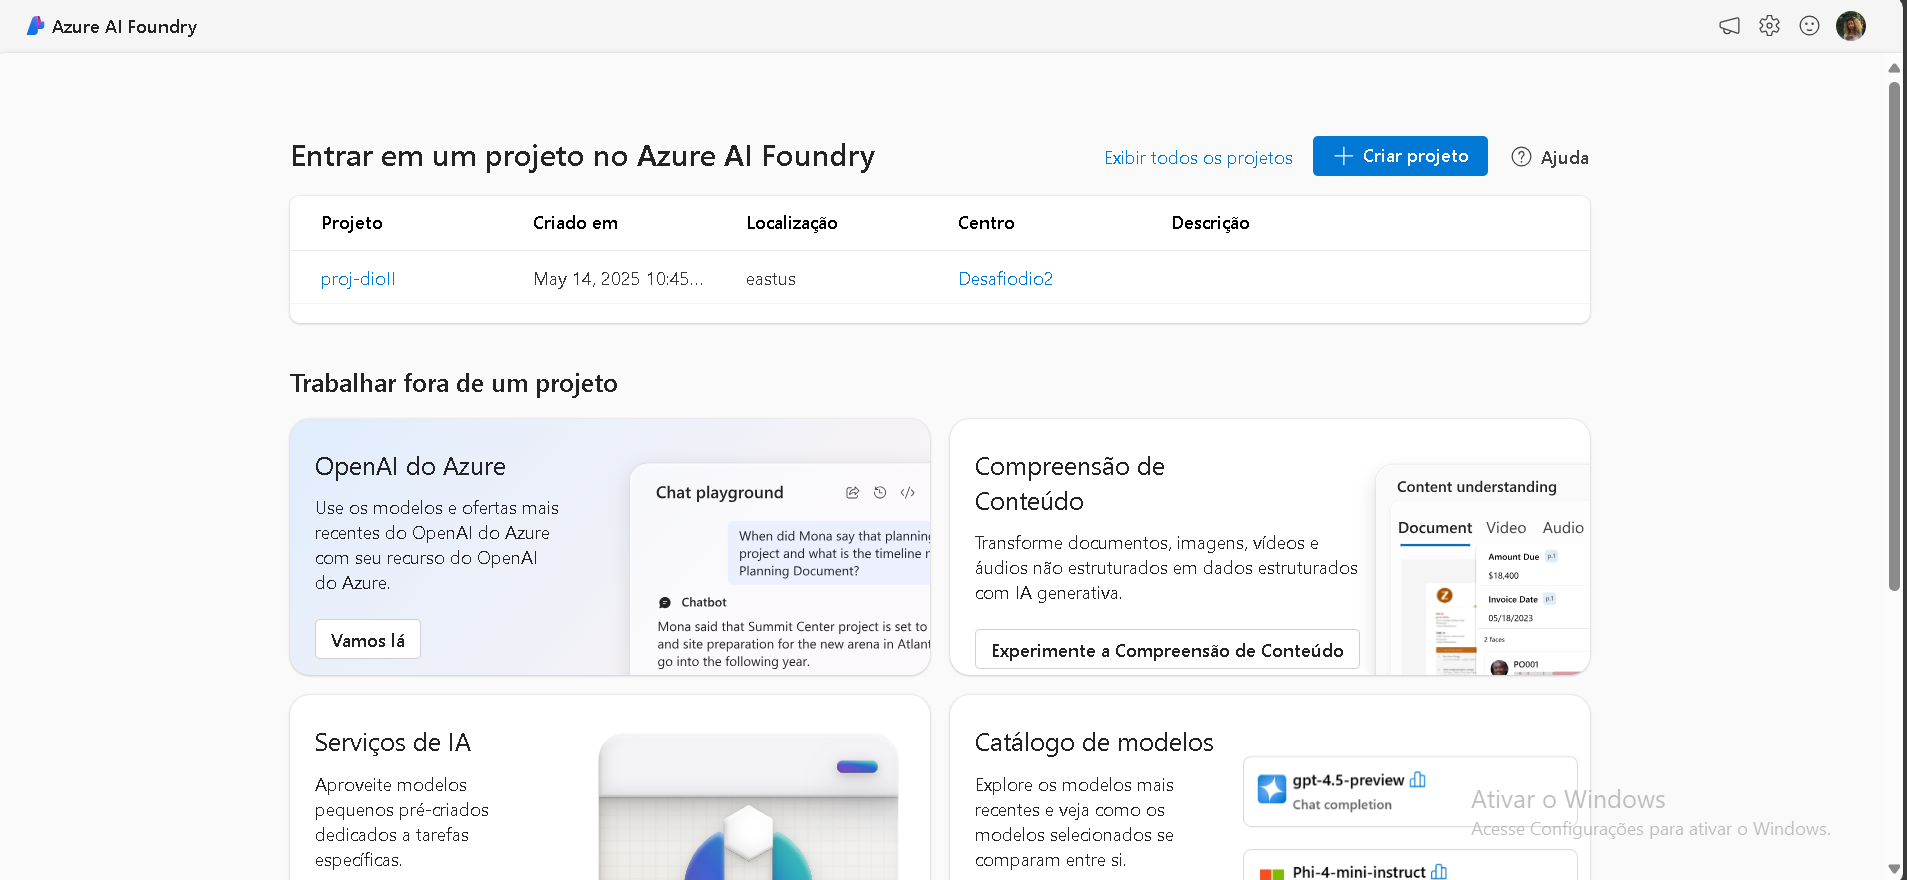 Azure AI Foundry
Entrar em um projeto no Azure AI Foundry
Exibir todos os projetos
Criar projeto
Ajuda
Projeto Criado em Localização Centro Descrição
proj-dioII May 14, 2025 10:45... eastus Desafiodio2
Trabalhar fora de um projeto
OpenAI do Azure
Use os modelos e ofertas mais
recentes do OpenAI do Azure
com seu recurso do OpenAI
do Azure.
Vamos lá
Chat playground
When did Mona say that planning
project and what is the timeline
Planning Document?
Chatbot
Mona said that Summit Center project is set to
and site preparation for the new arena in Atlant
go into the following year.
Compreensão de
Conteúdo
Transforme documentos, imagens, vídeos e
áudios não estruturados em dados estruturados
com IA generativa.
Experimente a Compreensão de Conteúdo
Content understanding
Document Video Audio
Amount Due p.1
$18,400
Invoice Date p.1
05/18/2023
2 faces
PO001
Serviços de IA
Aproveite modelos
pequenos pré-criados
dedicados a tarefas
específicas.
Catálogo de modelos
Explore os modelos mais
recentes e veja como os
modelos selecionados se
comparam entre si.
gpt-4.5-preview
Chat completion
Phi-4-mini-instruct
Ativar o Windows
Acesse Configurações para ativar o Windows.